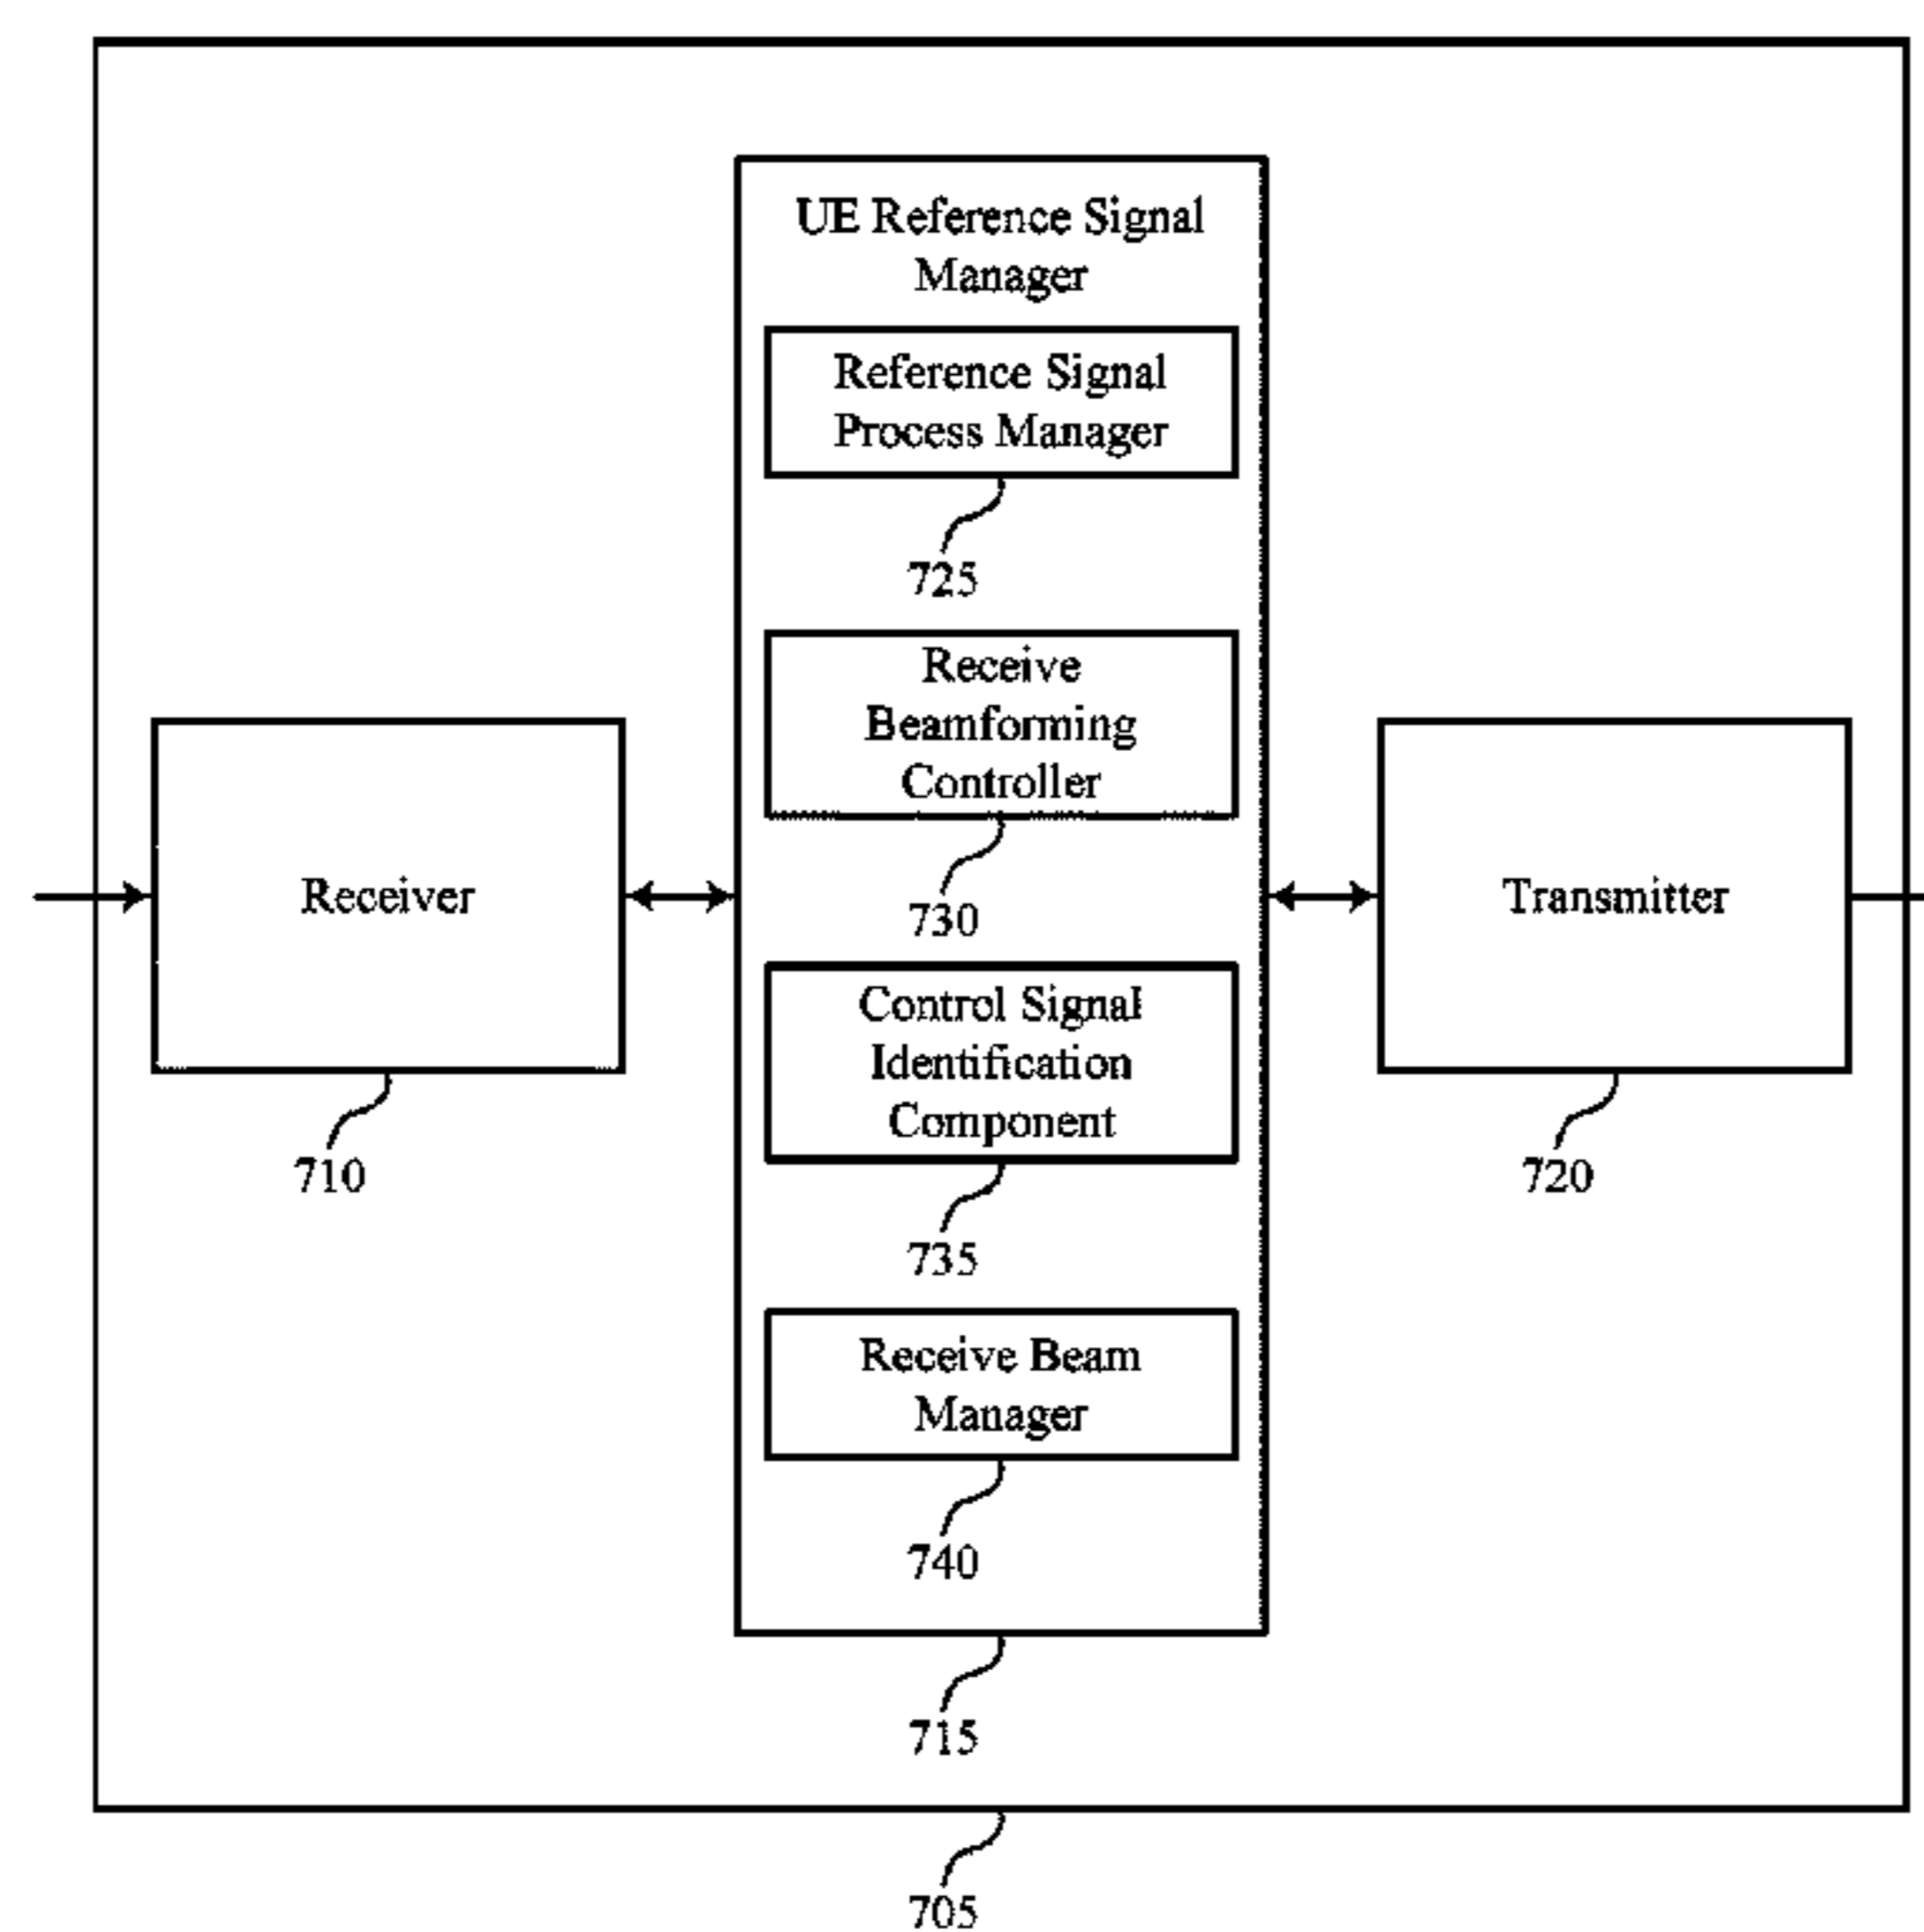 UE Reference Signal
Manager
Reference Signal
Process Manager
725
Receive
Beamforming
Controller
730
Receiver
710
Control Signal
Identification
Component
735
Transmitter
720
Receive Beam
Manager
740
715
705